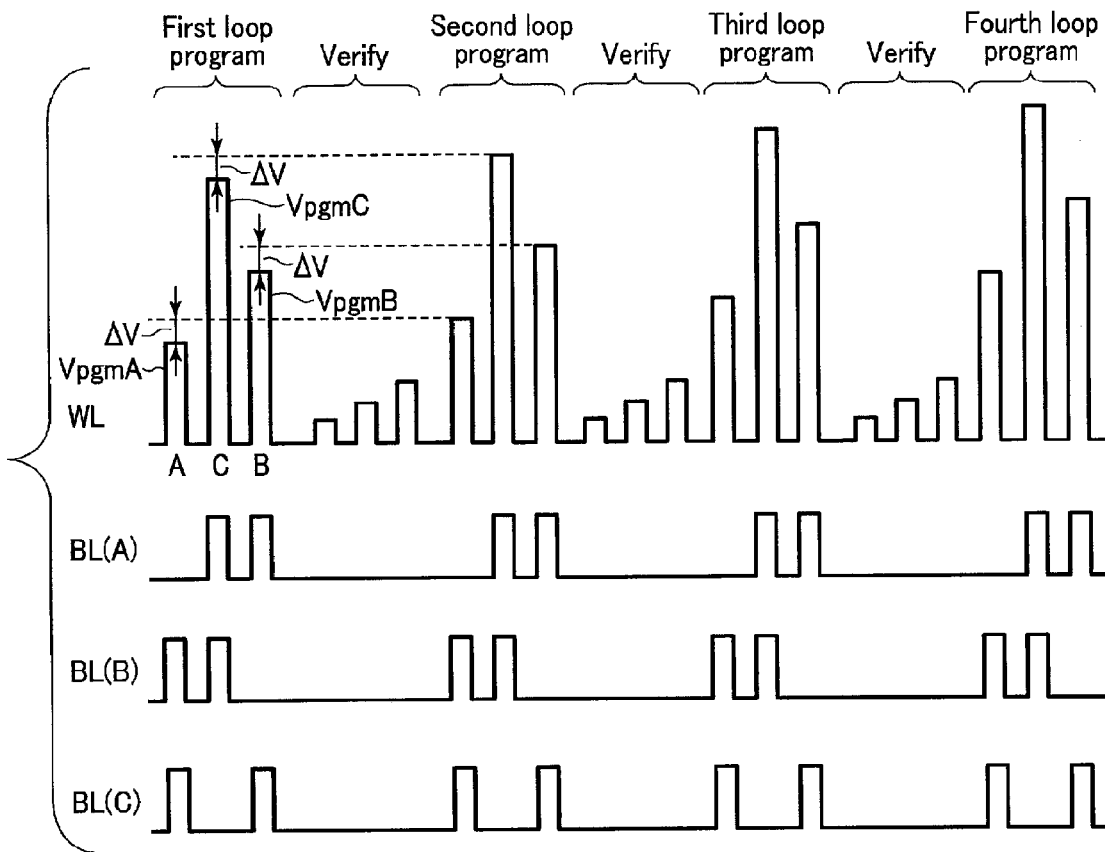 First loop
program
Verify
Second loop
program
Verify
Third loop
program
Verify
Fourth loop
program
ΔV
VpgmC
ΔV
VpgmB
ΔV
VpgmA
WL
A C B
BL(A)
BL(B)
BL(C)